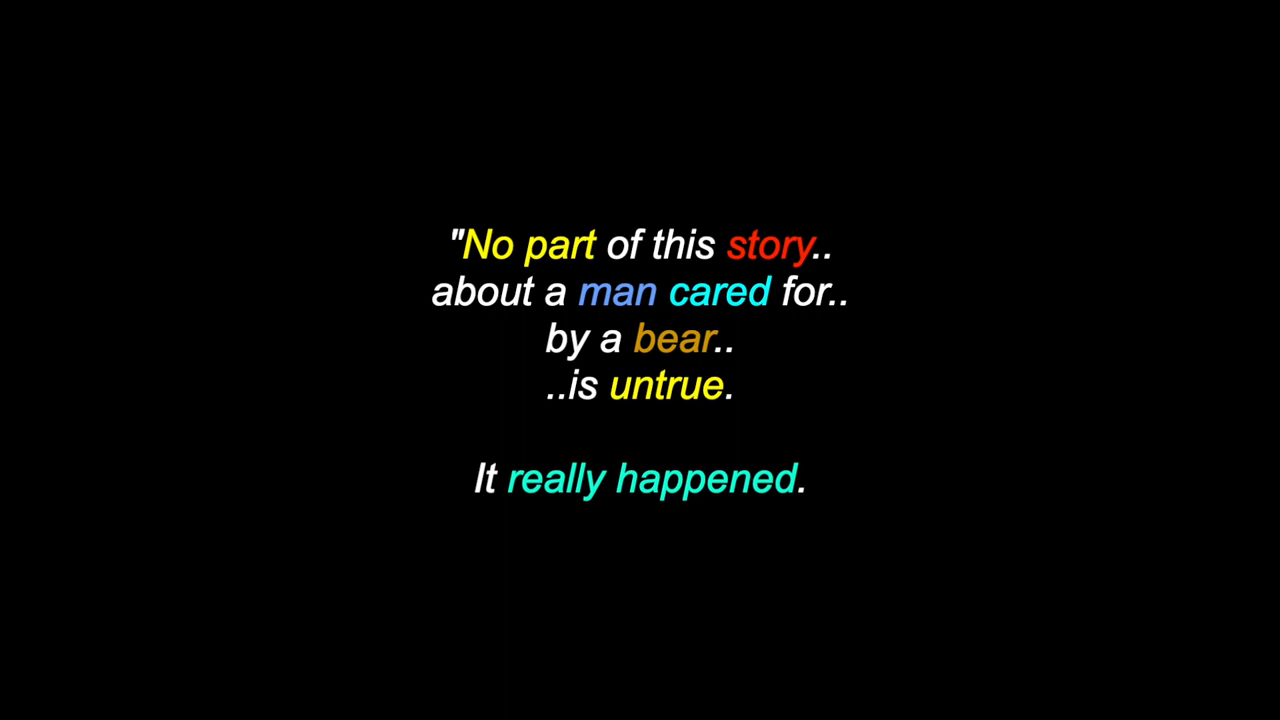 "No part of this story..
about a man cared for..
by a bear..
..is untrue.
It really happened.